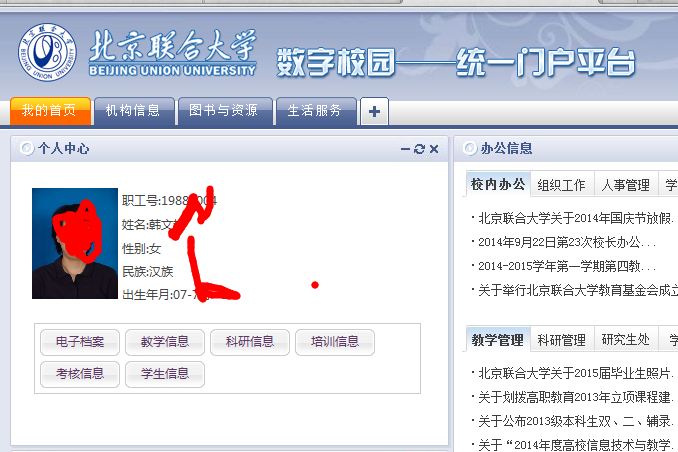 北京联合大学
BEIJING UNION UNIVERSITY
数字校园——统一门户平台
我的首页 机构信息 图书与资源 生活服务
个人中心
职工号:1988 004
姓名:韩文
性别:女
民族:汉族
出生年月:07-7
电子档案 教学信息 科研信息 培训信息
考核信息 学生信息
办公信息
校内办公 组织工作 人事管理 学
北京联合大学关于2014年国庆节放假.
2014年9月22日第23次校长办公...
2014-2015学年第一学期第四教...
关于举行北京联合大学教育基金会成立
教学管理 科研管理 研究生处 学
北京联合大学关于2015届毕业生照片.
关于划拨高职教育2013年立项课程建.
关于公布2013级本科生双、二、辅录.
关于“2014年度高校信息技术与教学.